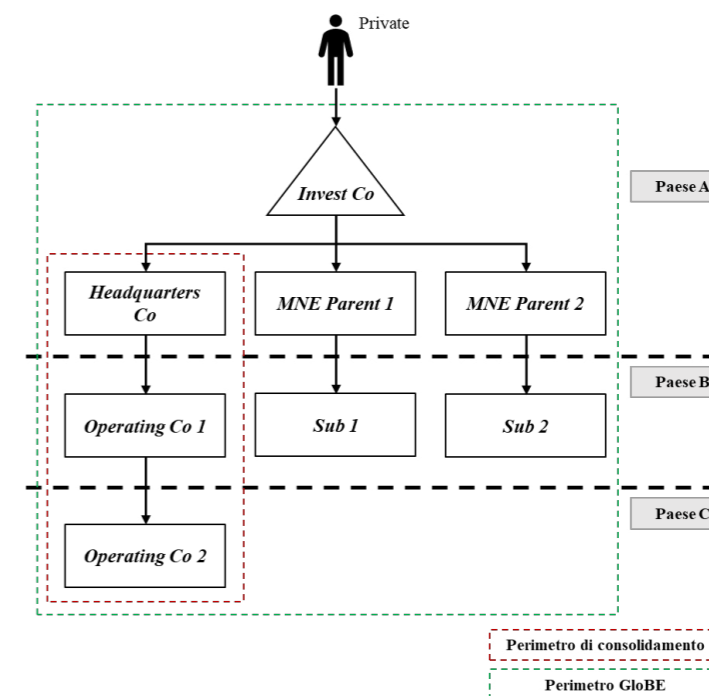 Private
Invest Co
Paese A
Headquarters
Co
MNE Parent 1
MNE Parent 2
Paese B
Operating Co 1
Sub 1
Sub 2
Paese C
Operating Co 2
Perimetro di consolidamento
Perimetro GloBE